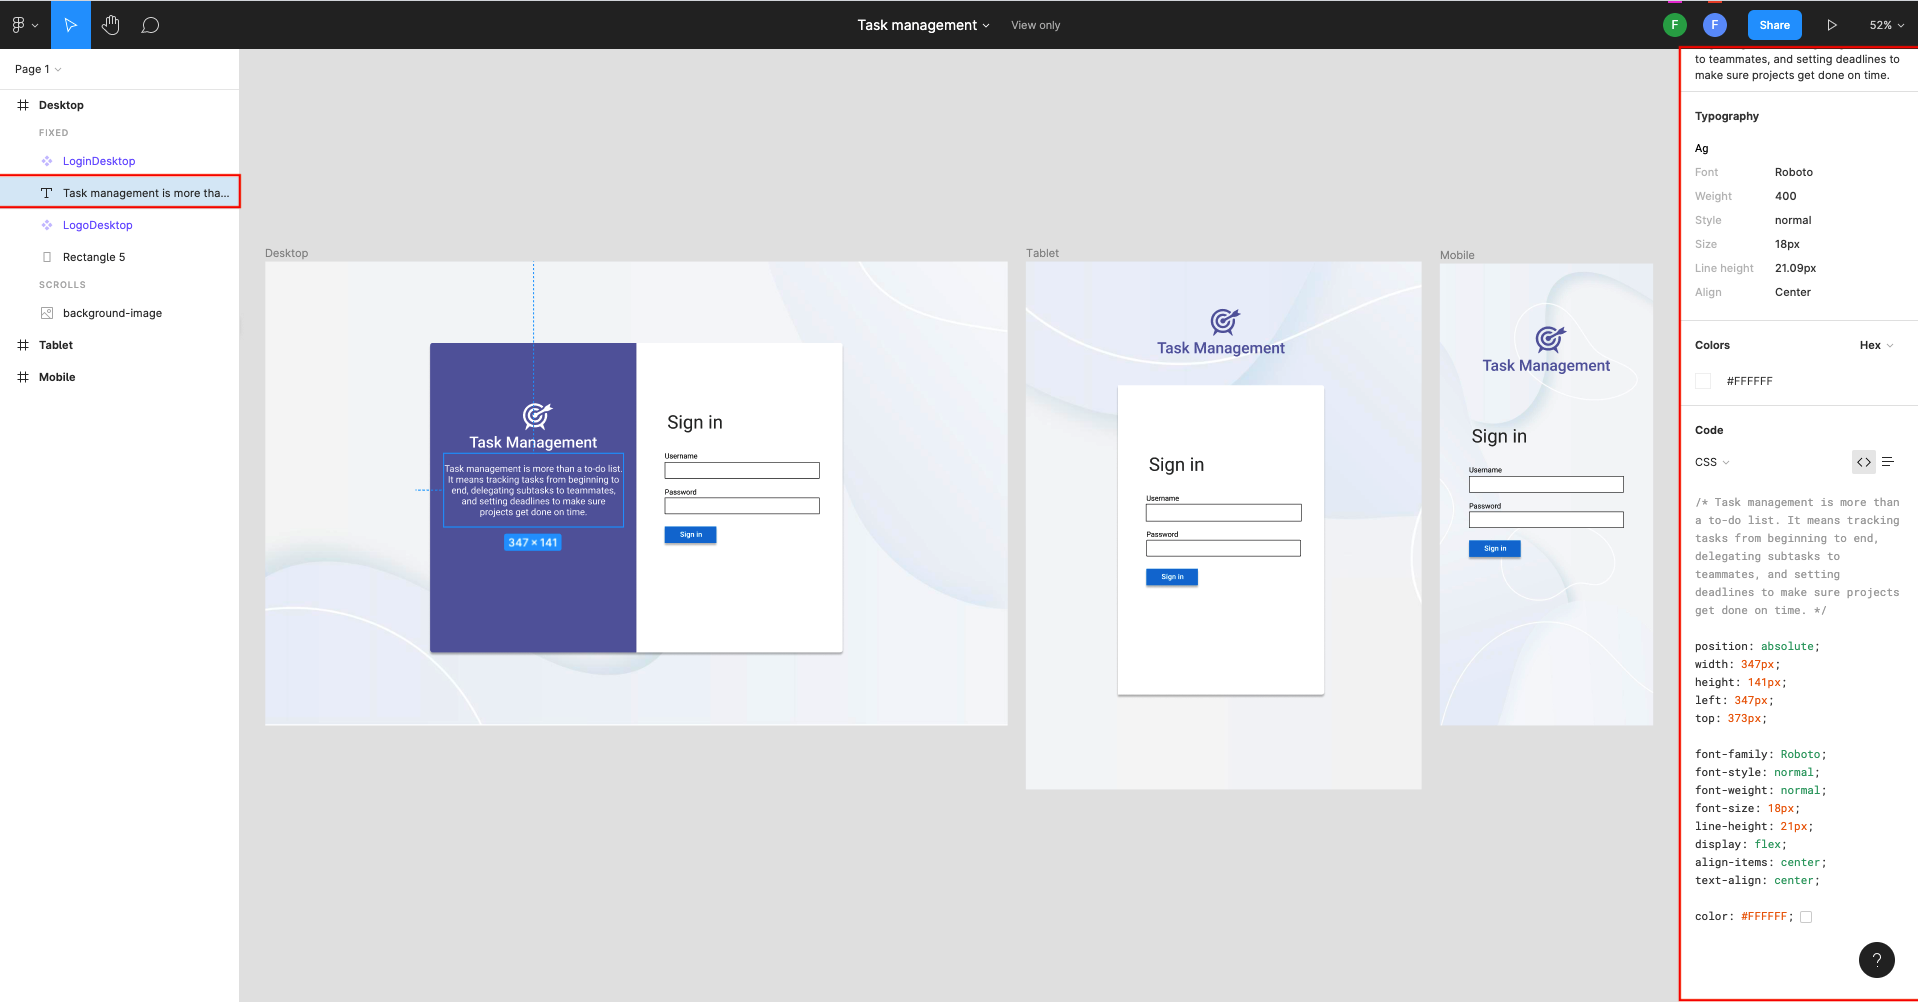 Task management
View only
F
F
Share
52%
Page 1
Desktop
FIXED
LoginDesktop
Task management is more tha...
LogoDesktop
Rectangle 5
SCROLLS
background-image
Tablet
Mobile
Desktop
Task Management
Task management is more than a to-do list.
It means tracking tasks from beginning to
end, delegating subtasks to teammates,
and setting deadlines to make sure
projects get done on time.
347 × 141
Sign in
Username
Password
Sign in
Tablet
Task Management
Sign in
Username
Password
Sign in
Mobile
Task Management
Sign in
Username
Password
Sign in
to teammates, and setting deadlines to
make sure projects get done on time.
Typography
Ag
Font Roboto
Weight 400
Style normal
Size 18px
Line height 21.09px
Align Center
Colors Hex
#FFFFFF
Code
CSS
/* Task management is more than
a to-do list. It means tracking
tasks from beginning to end,
delegating subtasks to
teammates, and setting
deadlines to make sure projects
get done on time. */
position: absolute;
width: 347px;
height: 141px;
left: 347px;
top: 373px;
font-family: Roboto;
font-style: normal;
font-weight: normal;
font-size: 18px;
line-height: 21px;
display: flex;
align-items: center;
text-align: center;
color: #FFFFFF;
?